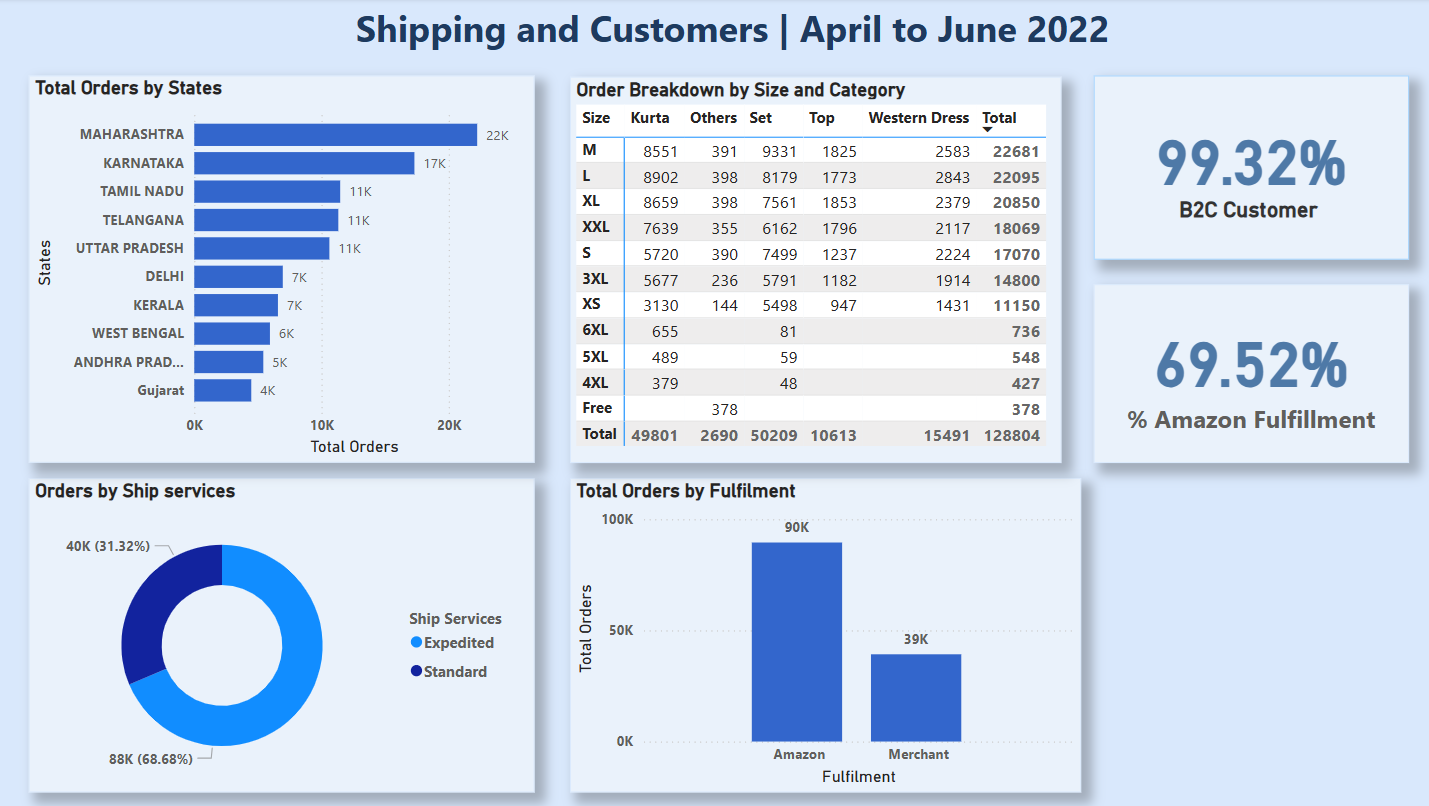 Shipping and Customers | April to June 2022
Total Orders by States
States
MAHARASHTRA 22K
KARNATAKA 17K
TAMIL NADU 11K
TELANGANA 11K
UTTAR PRADESH 11K
DELHI 7K
KERALA 7K
WEST BENGAL 6K
ANDHRA PRAD... 5K
Gujarat 4K
0K 10K 20K
Total Orders
Order Breakdown by Size and Category
Size Kurta Others Set Top Western Dress Total
M 8551 391 9331 1825 2583 22681
L 8902 398 8179 1773 2843 22095
XL 8659 398 7561 1853 2379 20850
XXL 7639 355 6162 1796 2117 18069
S 5720 390 7499 1237 2224 17070
3XL 5677 236 5791 1182 1914 14800
XS 3130 144 5498 947 1431 11150
6XL 655 81 736
5XL 489 59 548
4XL 379 48 427
Free 378 378
Total 49801 2690 50209 10613 15491 128804
99.32%
B2C Customer
69.52%
% Amazon Fulfillment
Orders by Ship services
40K (31.32%)
88K (68.68%)
Ship Services
Expedited
Standard
Total Orders by Fulfilment
Total Orders
100K
50K
0K
90K
39K
Amazon Merchant
Fulfilment